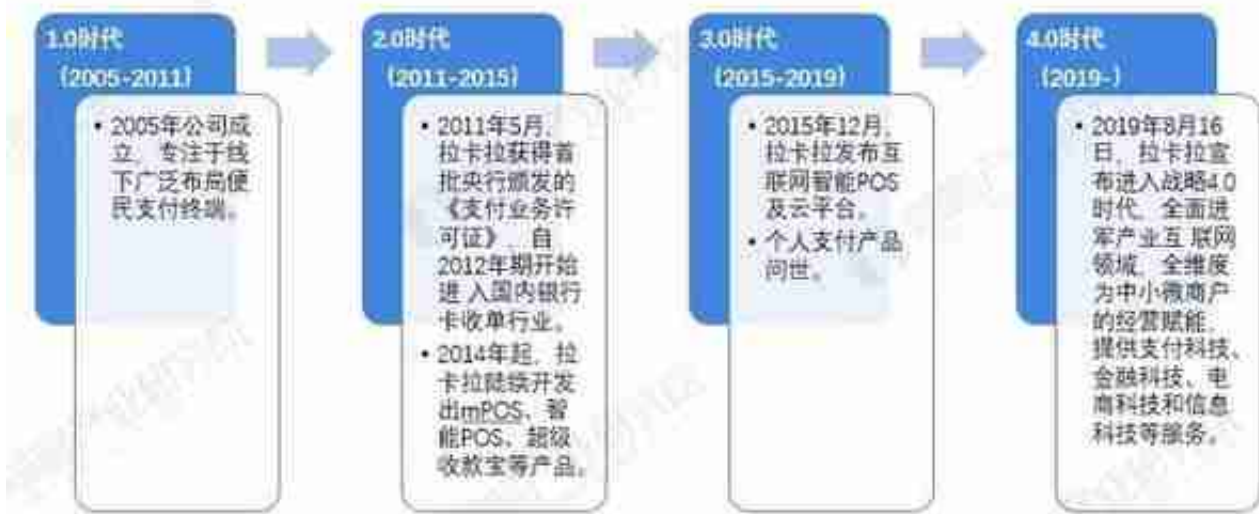 1.0时代
(2005-2011)
• 2005年公司成
立，专注于线
下广泛布局便
民支付终端。
2.0时代
(2011-2015)
• 2011年5月，
拉卡拉获得首
批央行颁发的
《支付业务许
可证》，自
2012年期开始
进 入国内银行
卡收单行业。
• 2014年起，拉
卡拉陆续开发
dimPOS、智
能POS、超级
收款宝等产品。
3.0时代
(2015-2019)
• 2015年12月，
拉卡拉发布互
联网智能POS
及云平台。
• 个人支付产品
问世。
4.0时代
(2019-)
• 2019年8月16
日，拉卡拉宣
布进入战略4.0
时代，全面进
军产业互 联网
领域，全维度
为中小微商户
的经营赋能，
提供支付科技、
金融科技、电
商科技和信息
科技等服务。